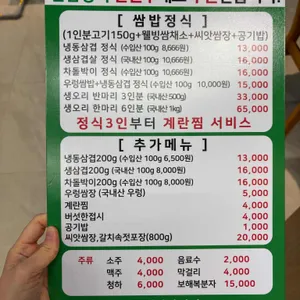 [ 쌈밥정식 ]
(1인분고기150g+웰빙쌈채소+씨앗쌈장+공기밥)
냉동삼겹 정식 (수입산 100g 8,666원) 13,000
생삼겹살 정식 (국내산 100g 10,666원) 16,000
차돌박이 정식 (수입산 100g 10,666원) 16,000
우렁쌈밥+냉동삼겹 정식 (수입산 100g 10,000원) 15,000
생오리 반마리 3인분 (국내산 500g) 33,000
생오리 한마리 6인분 (국내산 1kg) 65,000
정식3인부터 계란찜 서비스
[ 추가메뉴 ]
냉동삼겹200g (수입산 100g 6,500원) 13,000
생삼겹200g (국내산 100g 8,000원) 16,000
차돌박이200g (수입산 100g 8,000원) 16,000
우렁쌈장 (국내산 우렁) 5,000
계란찜 4,000
버섯한접시 4,000
공기밥 1,000
씨앗쌈장,갈치속젓포장(800g) 20,000
주류 소주 4,000 음료수 2,000
맥주 4,000 막걸리 4,000
청하 6,000 보해복분자 15,000